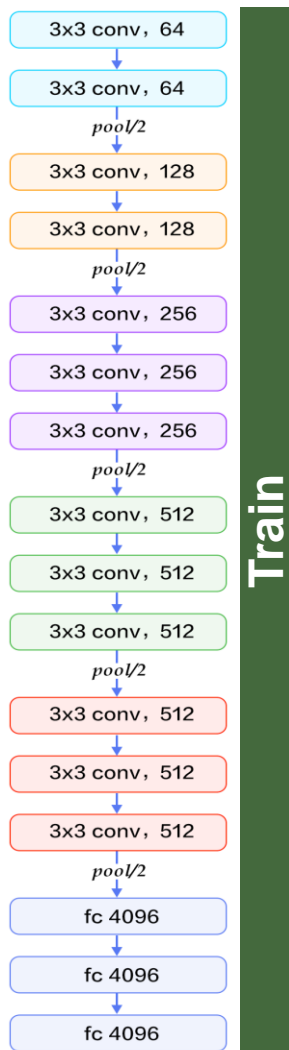 3x3 conv, 64
3x3 conv, 64
pool/2
3x3 conv, 128
3x3 conv, 128
pool/2
3x3 conv, 256
3x3 conv, 256
3x3 conv, 256
pool/2
3x3 conv, 512
3x3 conv, 512
3x3 conv, 512
pool/2
3x3 conv, 512
3x3 conv, 512
3x3 conv, 512
pool/2
fc 4096
fc 4096
fc 4096
Train